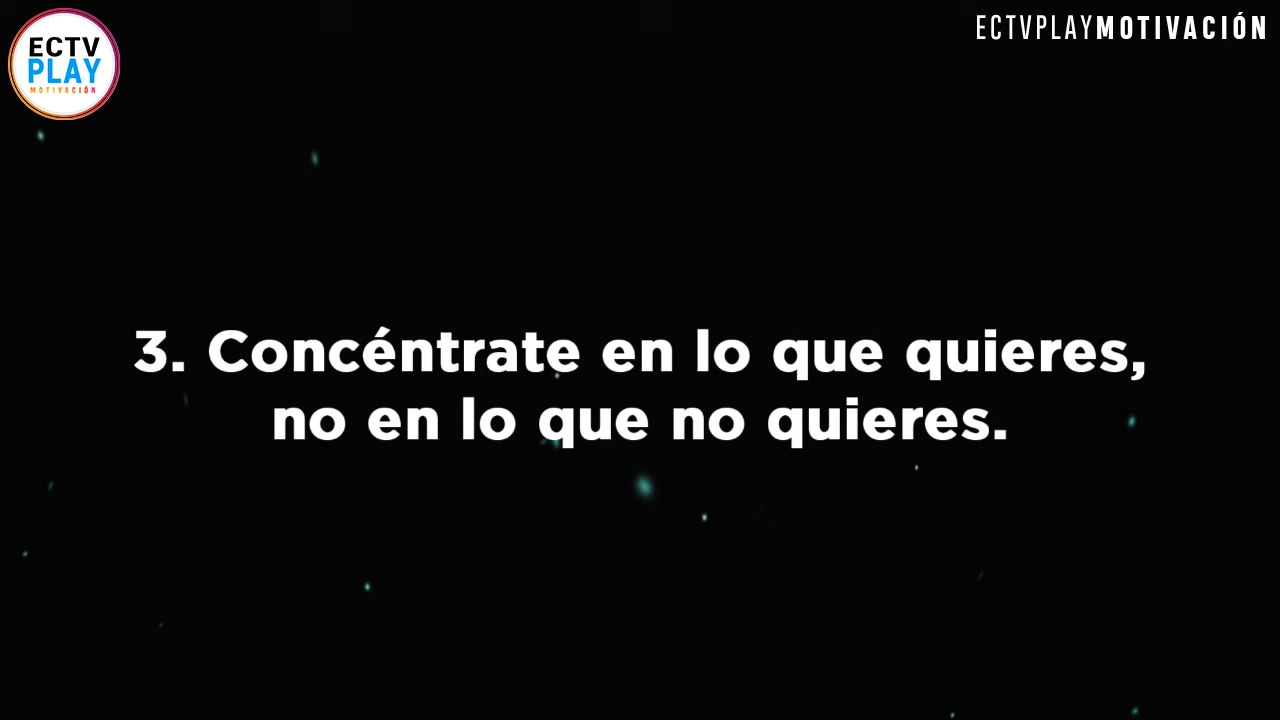 ECTV
PLAY
MOTIVACIÓN
ECTVPLAYMOTIVACIÓN
3. Concéntrate en lo que quieres,
no en lo que no quieres.